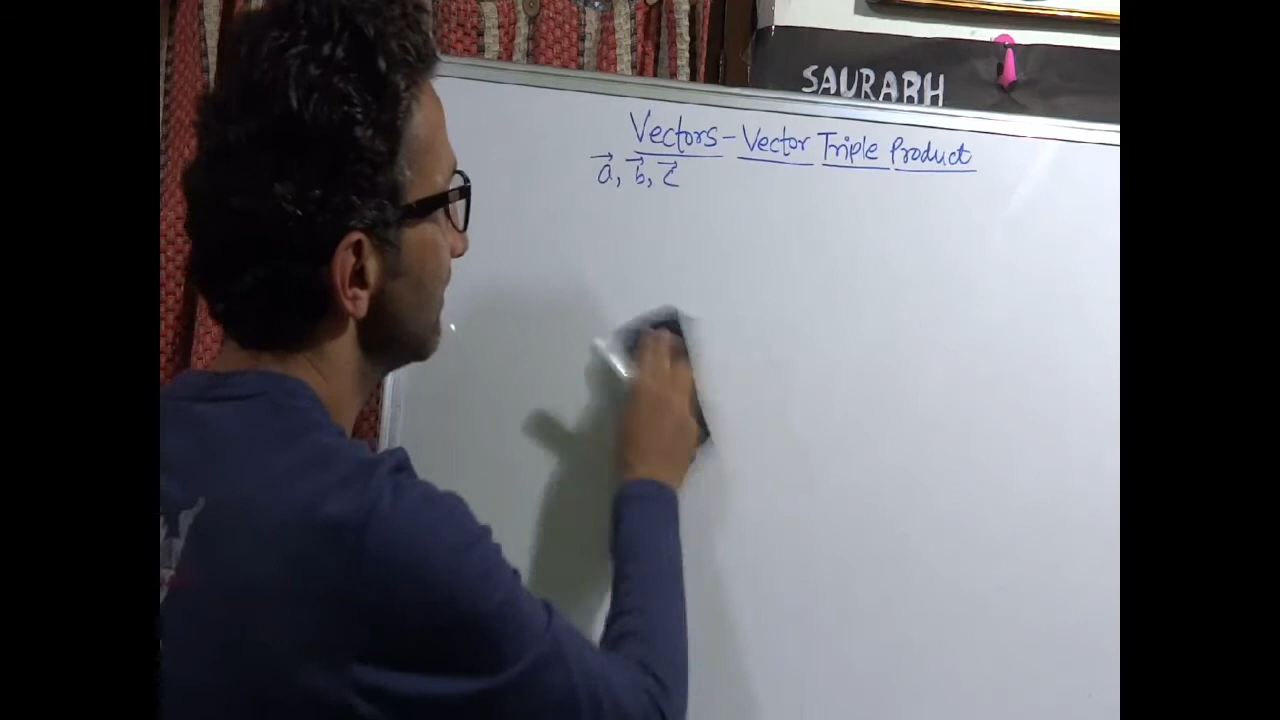 SAURABH
Vectors - Vector Triple Product
a⃗, b⃗, c⃗